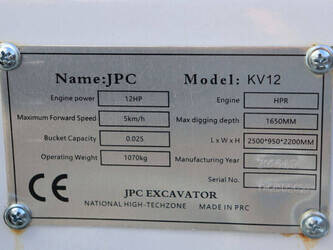 Name:JPC Model: KV12
Engine power 12HP Engine HPR
Maximum Forward Speed 5km/h Max digging depth 1650MM
Bucket Capacity 0.025 L x W x H 2500*950*2200MM
Operating Weight 1070kg Manufacturing Year
Serial No.
CE
JPC EXCAVATOR
NATIONAL HIGH-TECHZONE MADE IN PRC